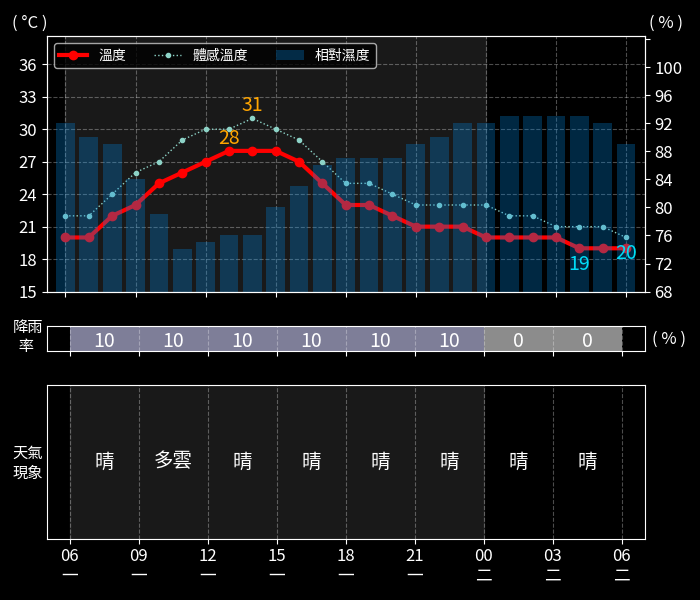 ( °C )
( % )
溫度 體感溫度 相對濕度
36
33
30
27
24
21
18
15
100
96
92
88
84
80
76
72
68
31
28
19
20
降雨
率
10 10 10 10 10 10 0 0
( % )
天氣
現象
晴 多雲 晴 晴 晴 晴 晴 晴
06 09 12 15 18 21 00 03 06
一 一 一 一 一 一 二 二 二